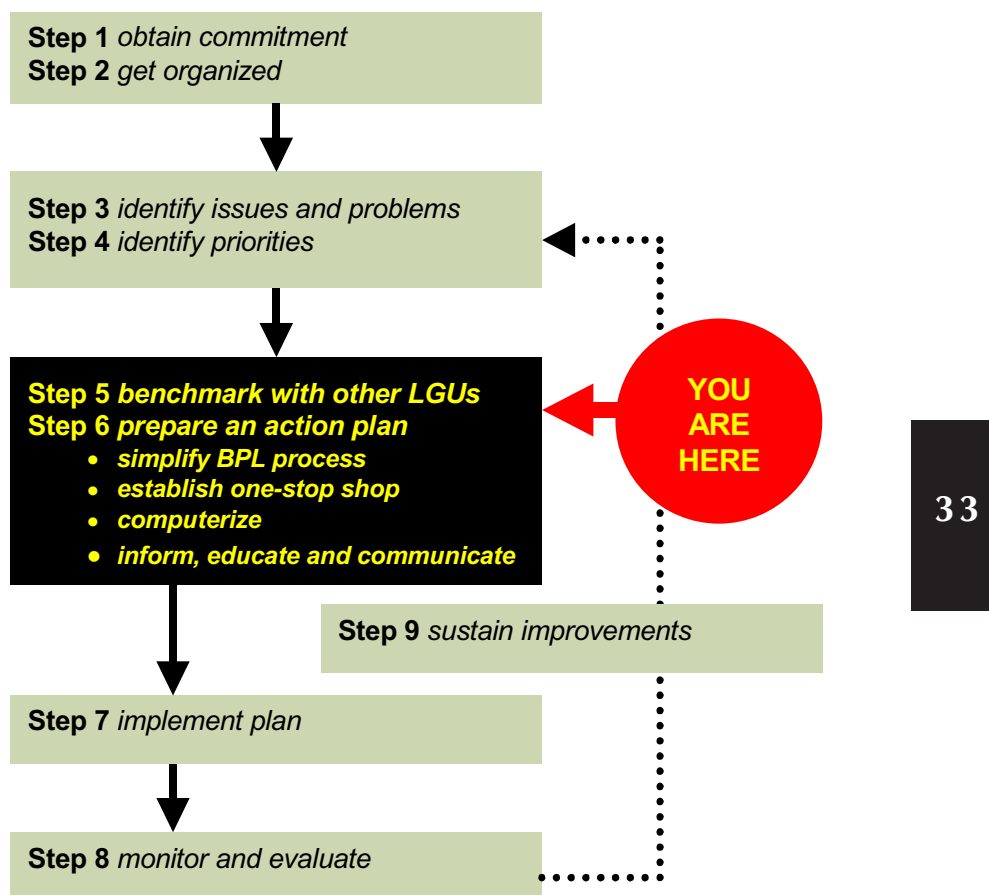 Step 1 obtain commitment
Step 2 get organized
Step 3 identify issues and problems
Step 4 identify priorities
Step 5 benchmark with other LGUs
Step 6 prepare an action plan
• simplify BPL process
• establish one-stop shop
• computerize
• inform, educate and communicate
YOU
ARE
HERE
33
Step 9 sustain improvements
Step 7 implement plan
Step 8 monitor and evaluate